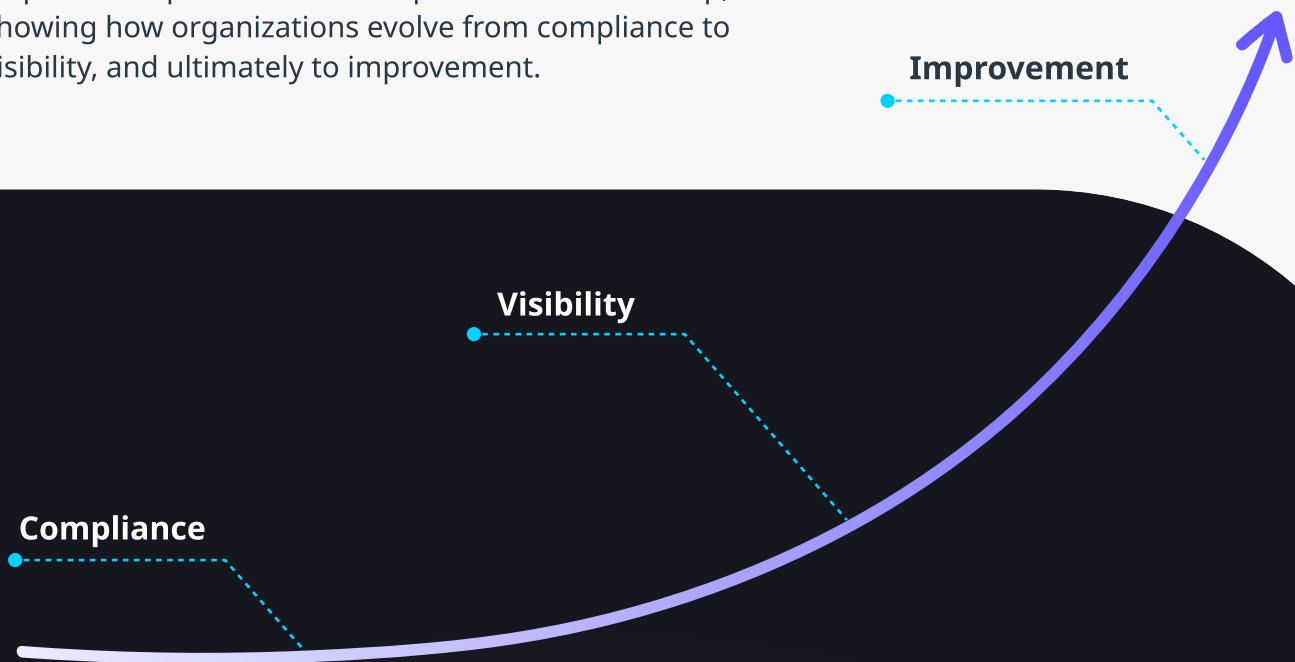 howing how organizations evolve from compliance to
isibility, and ultimately to improvement.
Improvement
Visibility
Compliance